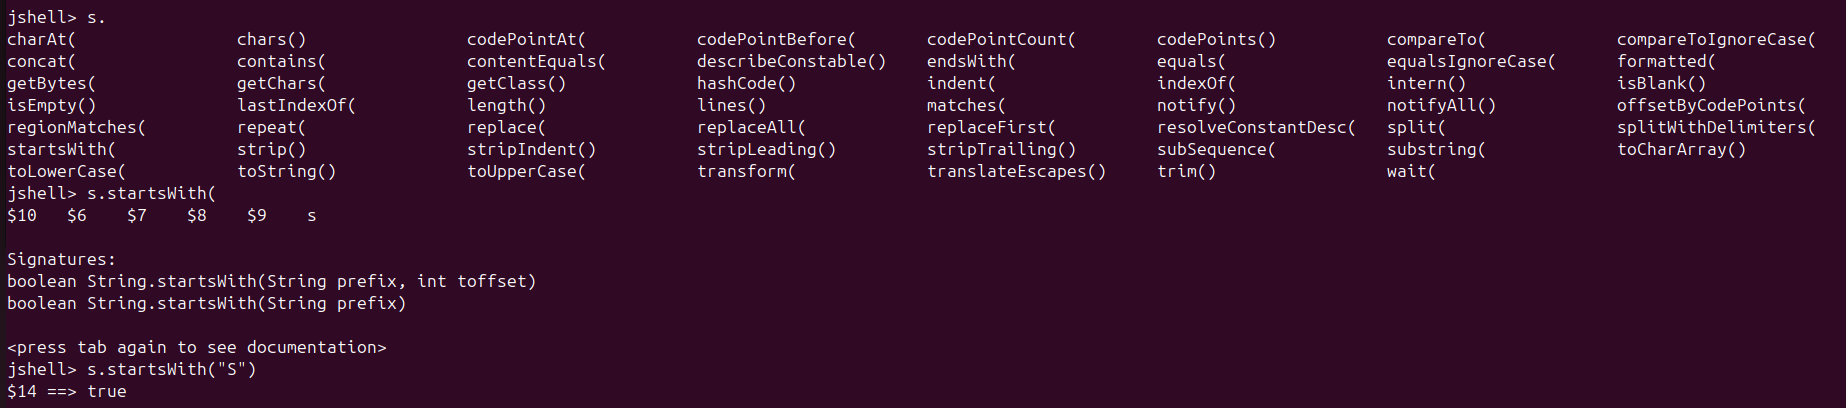 jshell> s.
charAt( chars() codePointAt( codePointBefore( codePointCount( codePoints() compareTo( compareToIgnoreCase(
concat( contains( contentEquals( describeConstable() endsWith( equals( equalsIgnoreCase( formatted(
getBytes( getChars( getClass() hashCode() indent( indexOf( intern() isBlank()
isEmpty() lastIndexOf( length() lines() matches( notify() notifyAll() offsetByCodePoints(
regionMatches( repeat( replace( replaceAll( replaceFirst( resolveConstantDesc( split( splitWithDelimiters(
startsWith( strip() stripIndent() stripLeading() stripTrailing() subSequence( substring( toCharArray()
toLowerCase( toString() toUpperCase( transform( translateEscapes() trim() wait(
jshell> s.startsWith(
$10 $6 $7 $8 $9 s
Signatures:
boolean String.startsWith(String prefix, int toffset)
boolean String.startsWith(String prefix)
<press tab again to see documentation>
jshell> s.startsWith("S")
$14 ==> true